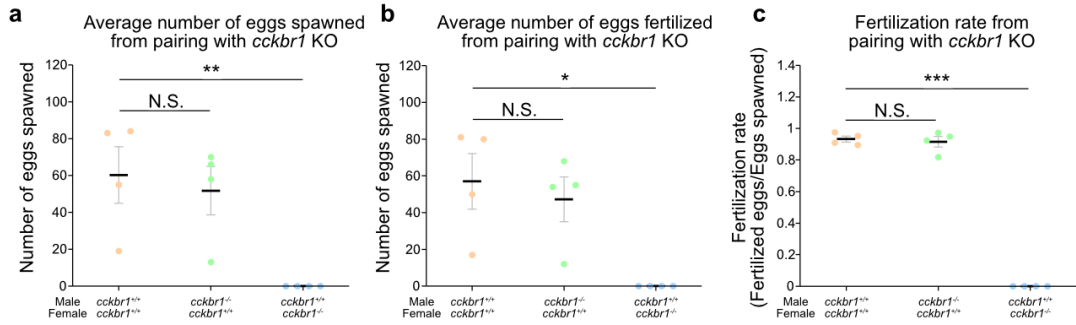 a
Average number of eggs spawned
from pairing with cckbr1 KO
Number of eggs spawned
120
100
80
60
40
20
0
**
N.S.
Male
Female
cckbr1+/+
cckbr1+/+
cckbr1-/-
cckbr1+/+
cckbr1+/+
cckbr1-/-
b
Average number of eggs fertilized
from pairing with cckbr1 KO
Number of eggs spawned
120
100
80
60
40
20
0
*
N.S.
Male
Female
cckbr1+/+
cckbr1+/+
cckbr1-/-
cckbr1+/+
cckbr1+/+
cckbr1-/-
c
Fertilization rate from
pairing with cckbr1 KO
Fertilization rate
(Fertilized eggs/Eggs spawned)
1.4
1.2
1
0.8
0.6
0.4
0.2
0
***
N.S.
Male
Female
cckbr1+/+
cckbr1+/+
cckbr1-/-
cckbr1+/+
cckbr1+/+
cckbr1-/-